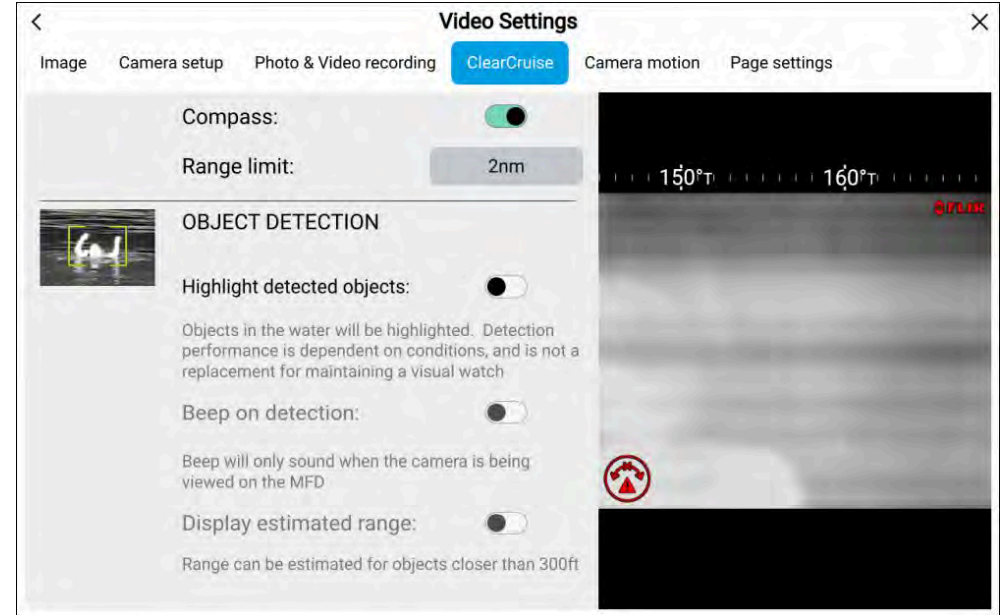 Video Settings
Image Camera setup Photo & Video recording ClearCruise Camera motion Page settings
Compass:
Range limit: 2nm
150°T 160°T
FLIR
OBJECT DETECTION
Highlight detected objects:
Objects in the water will be highlighted. Detection
performance is dependent on conditions, and is not a
replacement for maintaining a visual watch
Beep on detection:
Beep will only sound when the camera is being
viewed on the MFD
Display estimated range:
Range can be estimated for objects closer than 300ft